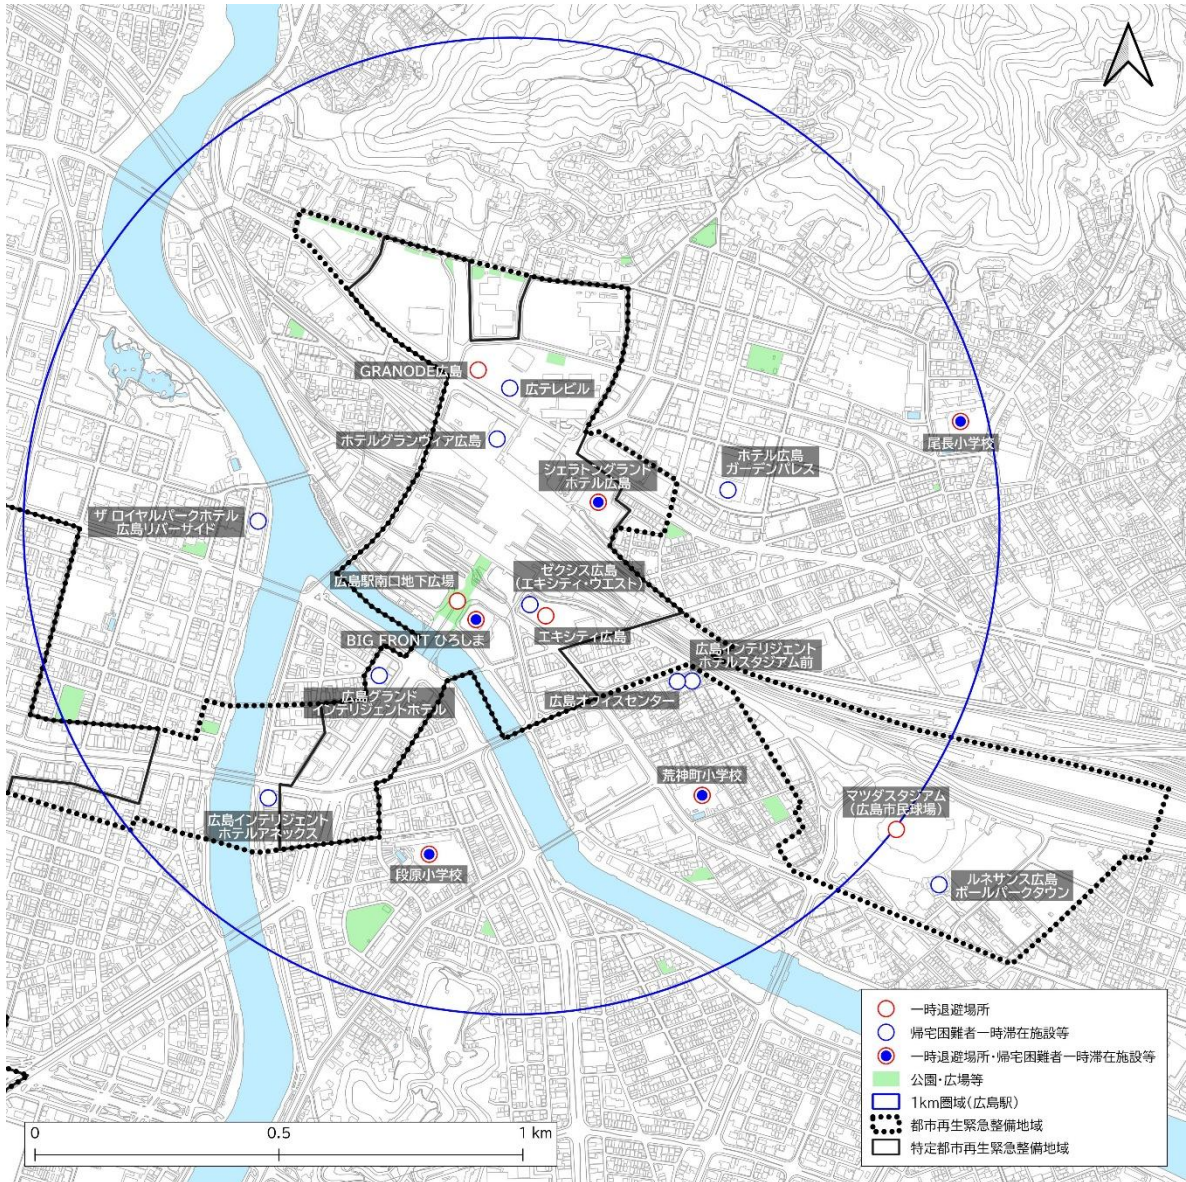 GRANODE広島
広テレビル
ホテルグランヴィア広島
尾長小学校
ホテル広島
ガーデンパレス
シェラトングランド
ホテル広島
ザ ロイヤルパークホテル
広島リバーサイド
ゼクシス広島
(エキシティ・ウエスト)
広島駅南口地下広場
BIG FRONT ひろしま
エキシティ広島
広島インテリジェント
ホテルスタジアム前
広島オフィスセンター
広島グランド
インテリジェントホテル
荒神町小学校
マツダスタジアム
(広島市民球場)
広島インテリジェント
ホテルアネックス
段原小学校
ルネサンス広島
ボールパークタウン
一時退避場所
帰宅困難者一時滞在施設等
一時退避場所・帰宅困難者一時滞在施設等
公園・広場等
1km圏域(広島駅)
都市再生緊急整備地域
特定都市再生緊急整備地域
0 0.5 1 km